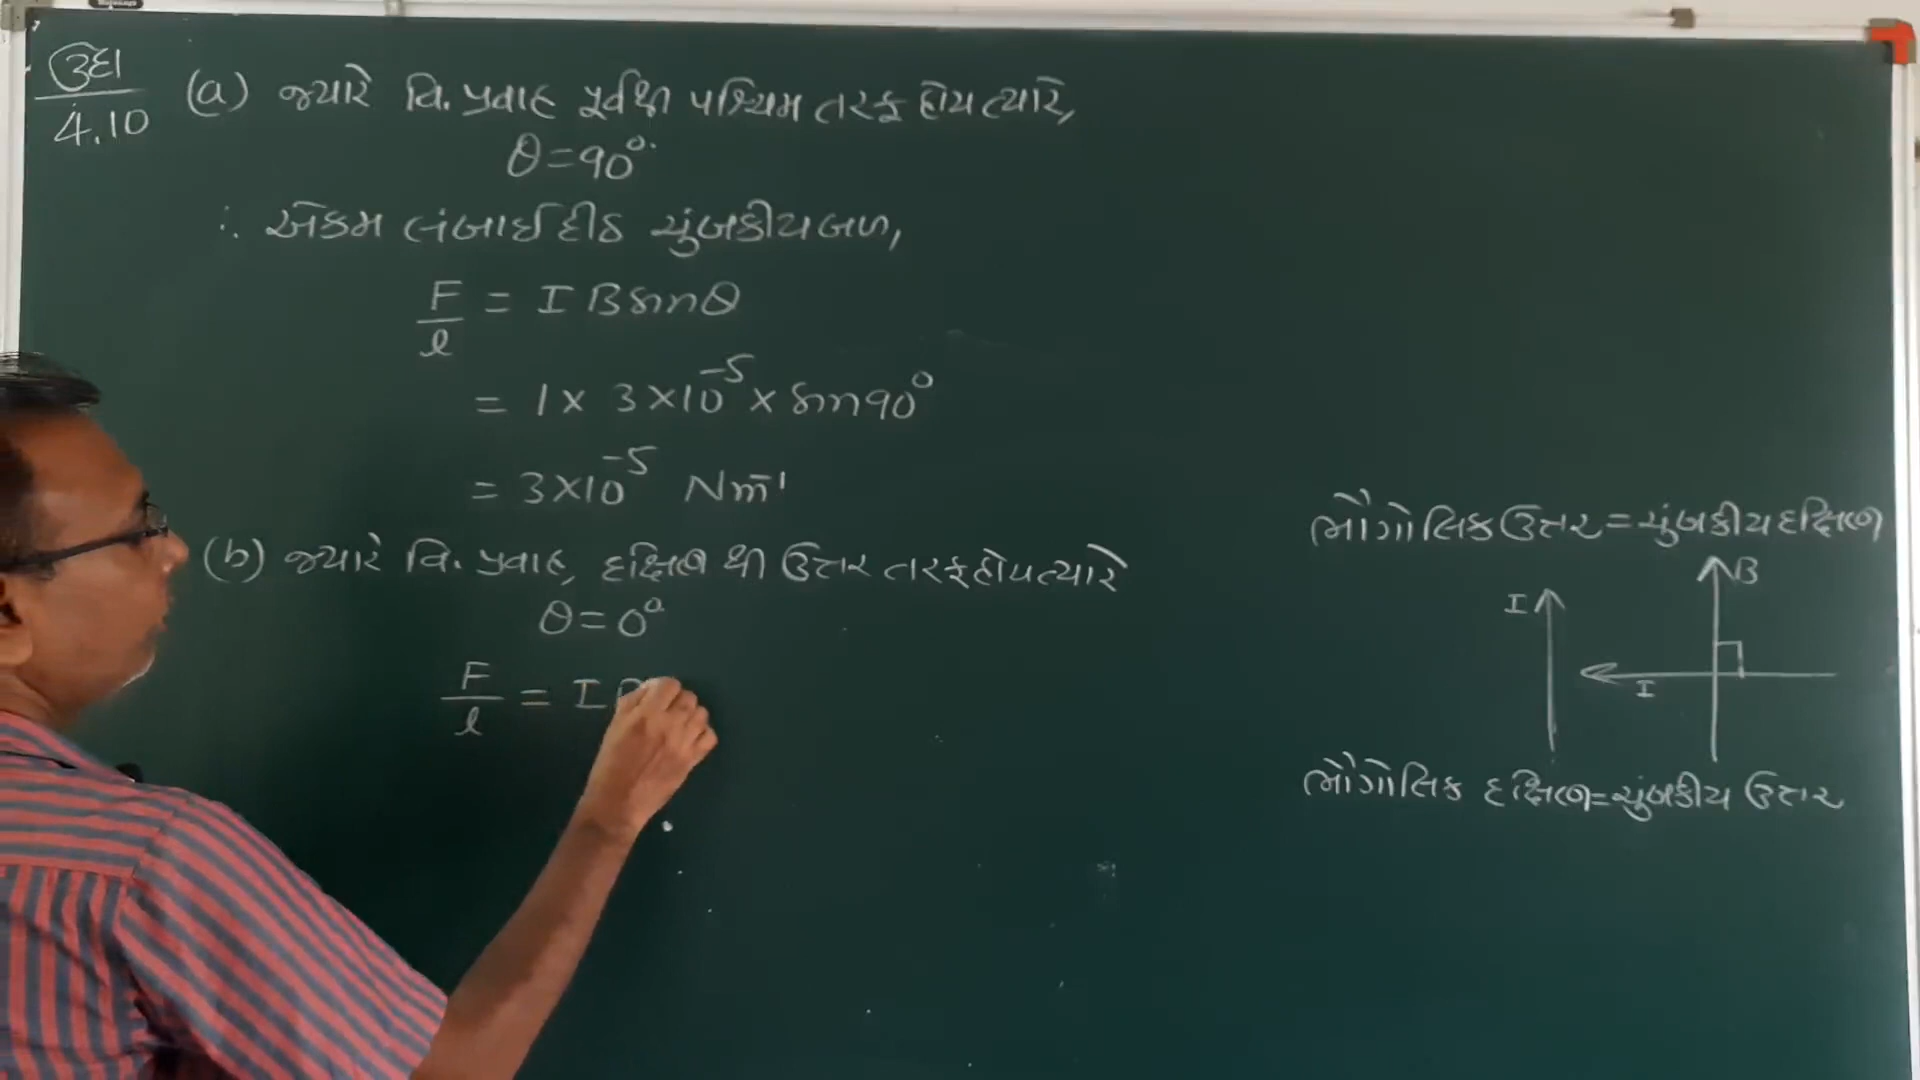 ઉદા 4.10
(a) જ્યારે વિ. પ્રવાહ પૂર્વથી પશ્ચિમ તરફ હોય ત્યારે,
θ = 90°
∴ એકમ લંબાઈ દીઠ ચુંબકીય બળ,
F/l = I B sinθ
= 1 × 3×10⁻⁵ × sin90°
= 3×10⁻⁵ Nm⁻¹
(b) જ્યારે વિ. પ્રવાહ, દક્ષિણ થી ઉત્તર તરફ હોય ત્યારે
θ = 0°
F/l = I
ભૌગોલિક ઉત્તર = ચુંબકીય દક્ષિણ
B
I
I
ભૌગોલિક દક્ષિણ = ચુંબકીય ઉત્તર